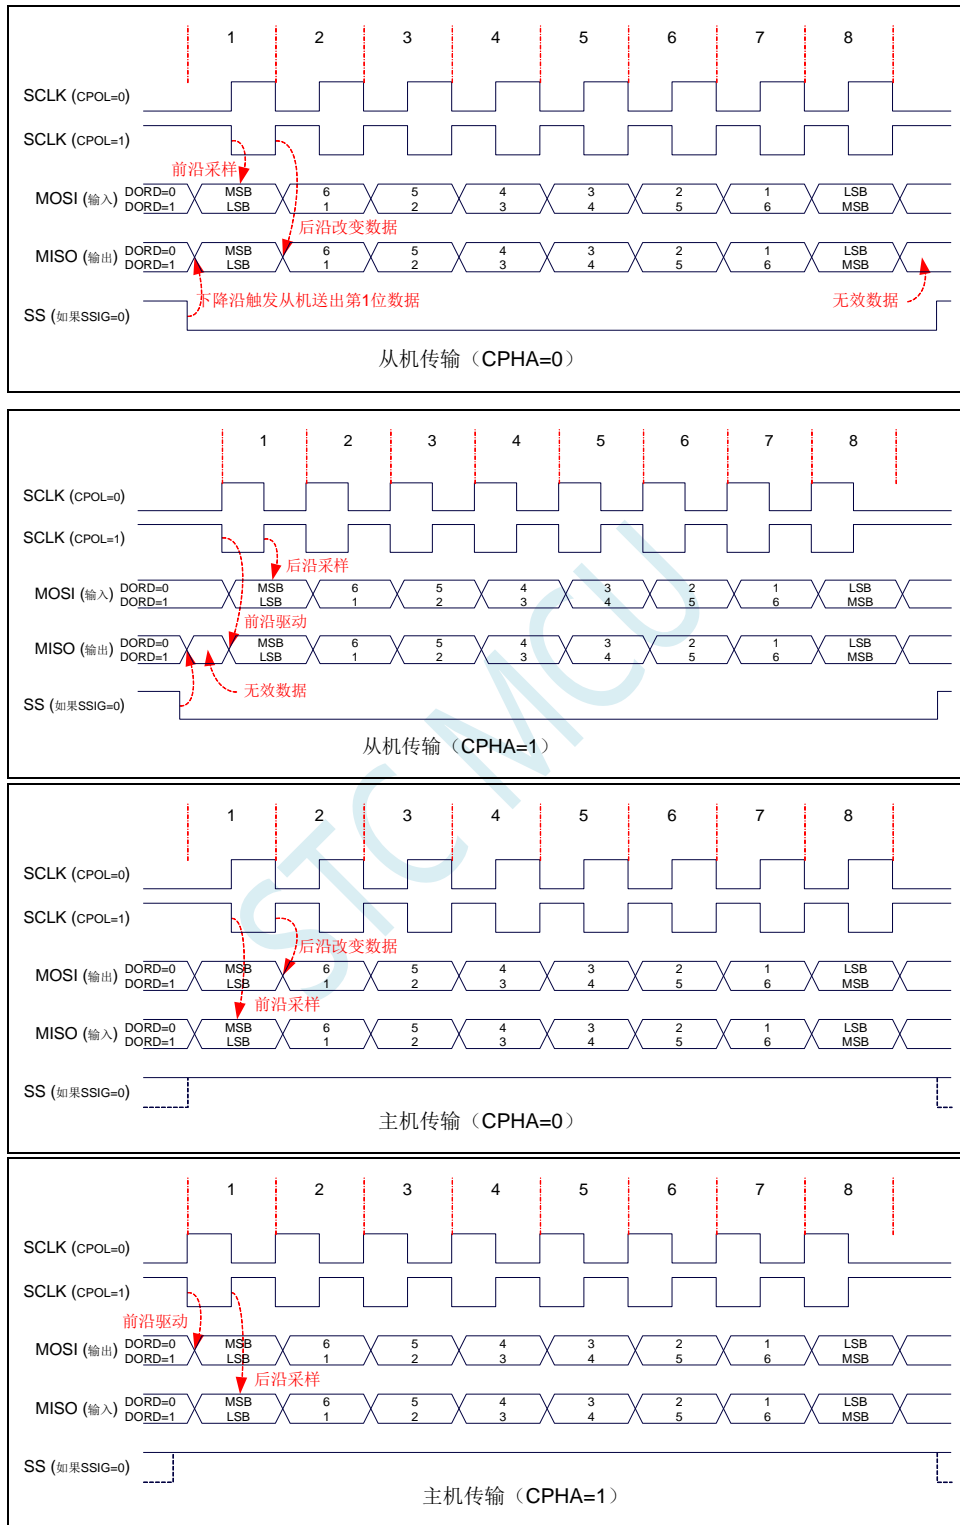 1 2 3 4 5 6 7 8
SCLK (CPOL=0)
SCLK (CPOL=1)
前沿采样
MOSI (输入) DORD=0 MSB 6 5 4 3 2 1 LSB
DORD=1 LSB 1 2 3 4 5 6 MSB
后沿改变数据
MISO (输出) DORD=0 MSB 6 5 4 3 2 1 LSB
DORD=1 LSB 1 2 3 4 5 6 MSB
下降沿触发从机送出第1位数据 无效数据
SS (如果SSIG=0)
从机传输（CPHA=0）
1 2 3 4 5 6 7 8
SCLK (CPOL=0)
SCLK (CPOL=1)
后沿采样
MOSI (输入) DORD=0 MSB 6 5 4 3 2 1 LSB
DORD=1 LSB 1 2 3 4 5 6 MSB
前沿驱动
MISO (输出) DORD=0 MSB 6 5 4 3 2 1 LSB
DORD=1 LSB 1 2 3 4 5 6 MSB
无效数据
SS (如果SSIG=0)
从机传输（CPHA=1）
STC MCU
1 2 3 4 5 6 7 8
SCLK (CPOL=0)
SCLK (CPOL=1)
后沿改变数据
MOSI (输出) DORD=0 MSB 6 5 4 3 2 1 LSB
DORD=1 LSB 1 2 3 4 5 6 MSB
前沿采样
MISO (输入) DORD=0 MSB 6 5 4 3 2 1 LSB
DORD=1 LSB 1 2 3 4 5 6 MSB
SS (如果SSIG=0)
主机传输（CPHA=0）
1 2 3 4 5 6 7 8
SCLK (CPOL=0)
SCLK (CPOL=1)
前沿驱动
MOSI (输出) DORD=0 MSB 6 5 4 3 2 1 LSB
DORD=1 LSB 1 2 3 4 5 6 MSB
后沿采样
MISO (输入) DORD=0 MSB 6 5 4 3 2 1 LSB
DORD=1 LSB 1 2 3 4 5 6 MSB
SS (如果SSIG=0)
主机传输（CPHA=1）